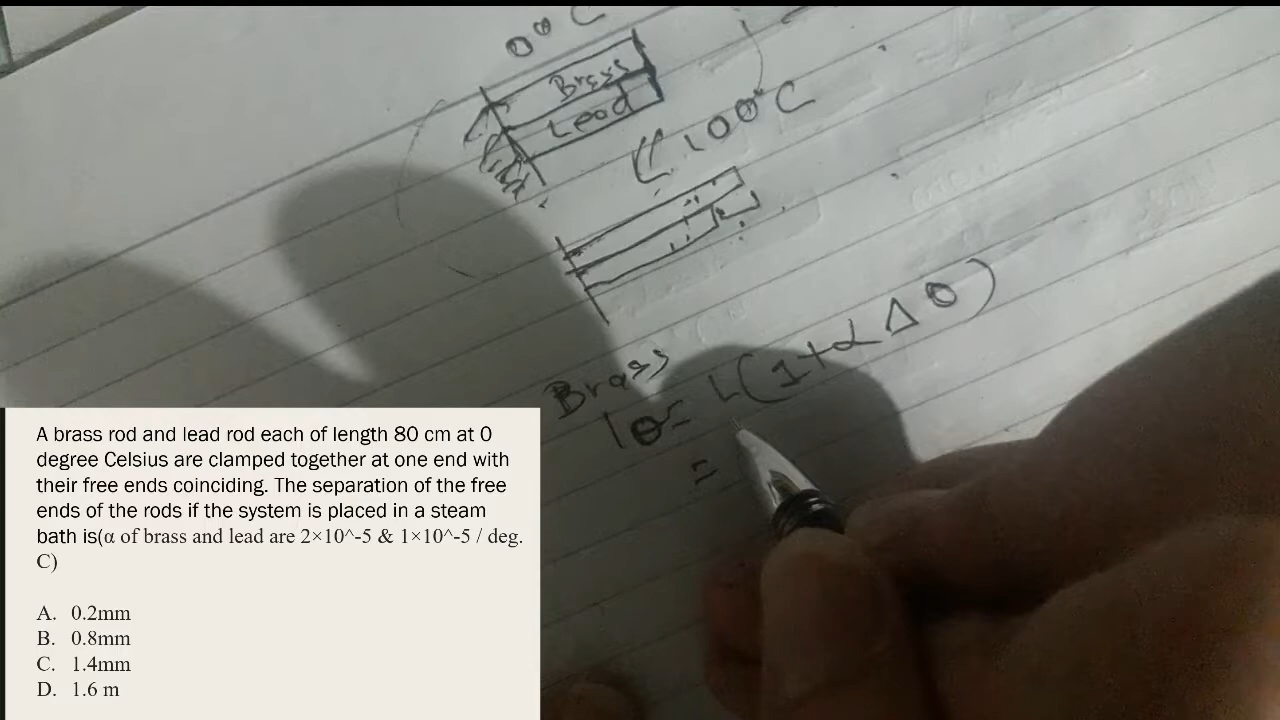 0°C
Brass
Lead
100°C
Brass
lθ = L(1+αΔθ)
=
A brass rod and lead rod each of length 80 cm at 0
degree Celsius are clamped together at one end with
their free ends coinciding. The separation of the free
ends of the rods if the system is placed in a steam
bath is(α of brass and lead are 2×10^-5 & 1×10^-5 / deg.
C)
A. 0.2mm
B. 0.8mm
C. 1.4mm
D. 1.6 m